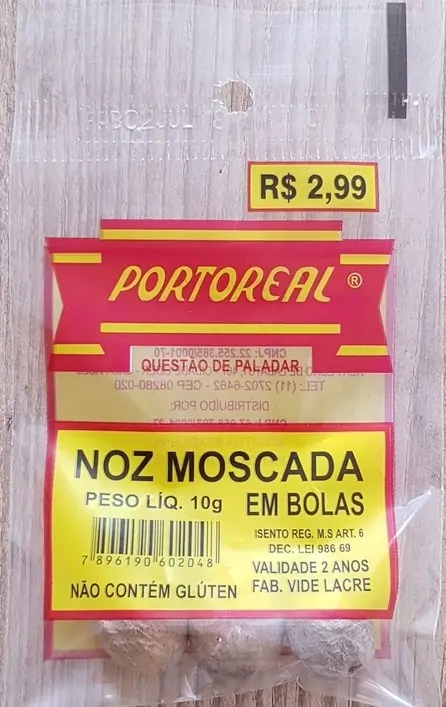 R$ 2,99
PORTOREAL ®
QUESTÃO DE PALADAR
CNPJ: 22.255.385/0001-70
TEL.: (11) 2702-6462 - CEP 08280-020
DISTRIBUÍDO POR:
NOZ MOSCADA
PESO LÍQ. 10g EM BOLAS
ISENTO REG. M.S ART. 6
DEC. LEI 986 69
7 896190 602048
VALIDADE 2 ANOS
NÃO CONTÉM GLÚTEN
FAB. VIDE LACRE